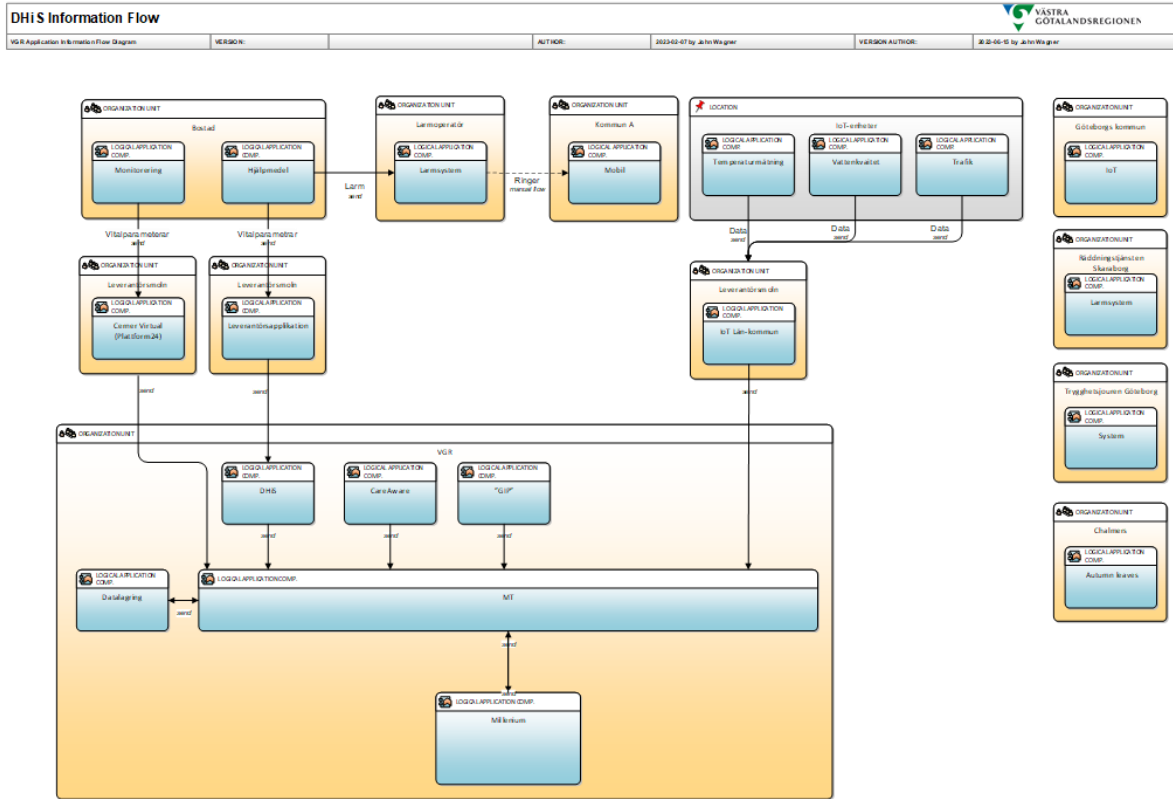 DHiS Information Flow
VÄSTRA
GÖTALANDSREGIONEN
VGR Application Information Flow Diagram
VERSION:
AUTHOR:
2023-02-07 by John Wagner
VERSION AUTHOR:
by John Wagner
ORGANIZATION UNIT
Bostad
LOGICAL APPLICATION
COMP.
Monitorering
LOGICAL APPLICATION
COMP.
Hjälpmedel
Larm
send
ORGANIZATION UNIT
Larmoperatör
LOGICAL APPLICATION
COMP.
Larmsystem
Ringer
manual flow
ORGANIZATION UNIT
Kommun A
LOGICAL APPLICATION
COMP.
Mobil
LOCATION
IoT-enheter
LOGICAL APPLICATION
COMP.
Temperaturmätning
LOGICAL APPLICATION
COMP.
LOGICAL APPLICATION
COMP.
Trafik
ORGANIZATION UNIT
Göteborgs kommun
LOGICAL APPLICATION
COMP.
IoT
Vitalparameterar
send
Vitalparametrar
send
Data
send
Data
send
Data
send
ORGANIZATION UNIT
Leverantörsmoln
LOGICAL APPLICATION
COMP.
Cerner Virtual
(Plattform24)
ORGANIZATION UNIT
Leverantörsmoln
LOGICAL APPLICATION
COMP.
Leverantörsapplikation
ORGANIZATION UNIT
Leverantörsmoln
LOGICAL APPLICATION
COMP.
IoT Län-kommun
ORGANIZATION UNIT
Räddningstjänsten
Skaraborg
LOGICAL APPLICATION
COMP.
Larmsystem
send
send
send
ORGANIZATION UNIT
Trygghetsjouren Göteborg
LOGICAL APPLICATION
COMP.
System
ORGANIZATION UNIT
VGR
LOGICAL APPLICATION
COMP.
DHiS
LOGICAL APPLICATION
COMP.
CareAware
LOGICAL APPLICATION
COMP.
"GIP"
send
send
send
ORGANIZATION UNIT
Chalmers
LOGICAL APPLICATION
COMP.
Autumn leaves
LOGICAL APPLICATION
COMP.
Datalagring
send
LOGICAL APPLICATION COMP.
MT
send
send
LOGICAL APPLICATION COMP.
Millenium